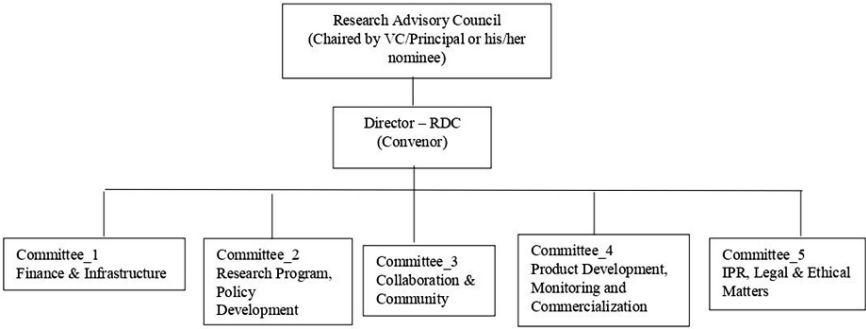 Research Advisory Council
(Chaired by VC/Principal or his/her
nominee)
Director – RDC
(Convenor)
Committee_1
Finance & Infrastructure
Committee_2
Research Program,
Policy
Development
Committee_3
Collaboration &
Community
Committee_4
Product Development,
Monitoring and
Commercialization
Committee_5
IPR, Legal & Ethical
Matters